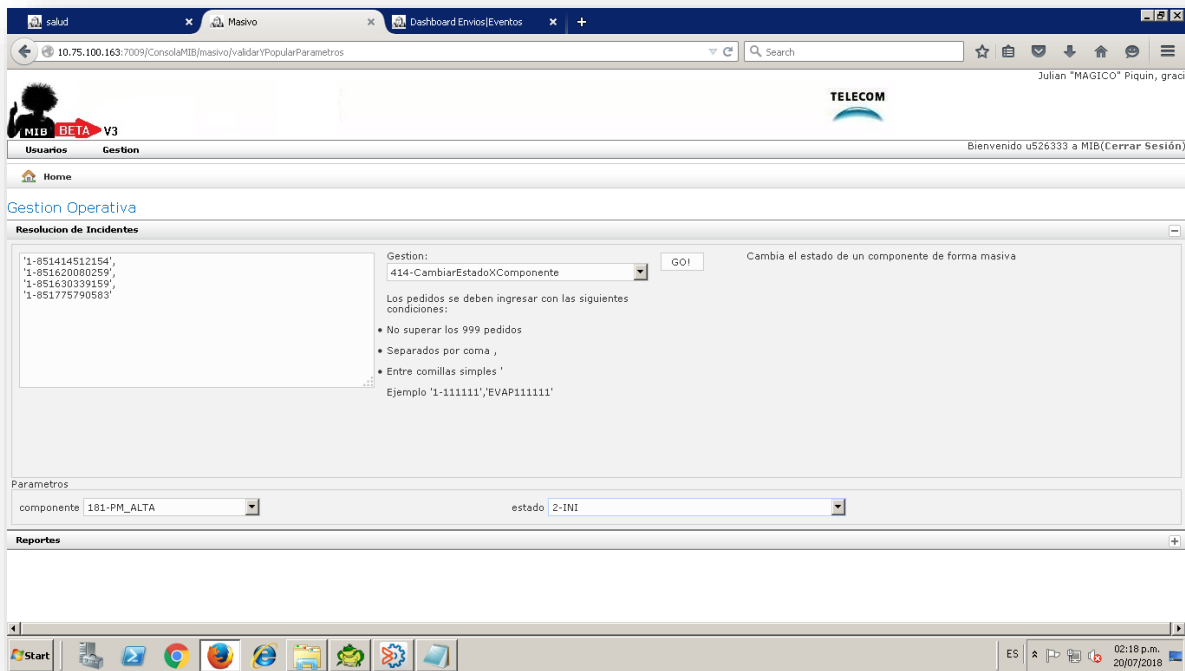 salud
Masivo
Dashboard Envios|Eventos
10.75.100.163:7009/ConsolaMIB/masivo/validarYPopularParametros
Search
Julian "MAGICO" Piquin, graci
TELECOM
MIB BETA V3
Usuarios Gestion
Bienvenido u526333 a MIB(Cerrar Sesión)
Home
Gestion Operativa
Resolucion de Incidentes
'1-851414512154',
'1-851620080259',
'1-851630339159',
'1-851775790583'
Gestion:
414-CambiarEstadoXComponente
GO!
Cambia el estado de un componente de forma masiva
Los pedidos se deben ingresar con las siguientes
condiciones:
• No superar los 999 pedidos
• Separados por coma ,
• Entre comillas simples '
Ejemplo '1-111111','EVAP111111'
Parametros
componente 181-PM_ALTA
estado 2-INI
Reportes
Start
ES
02:18 p.m.
20/07/2018